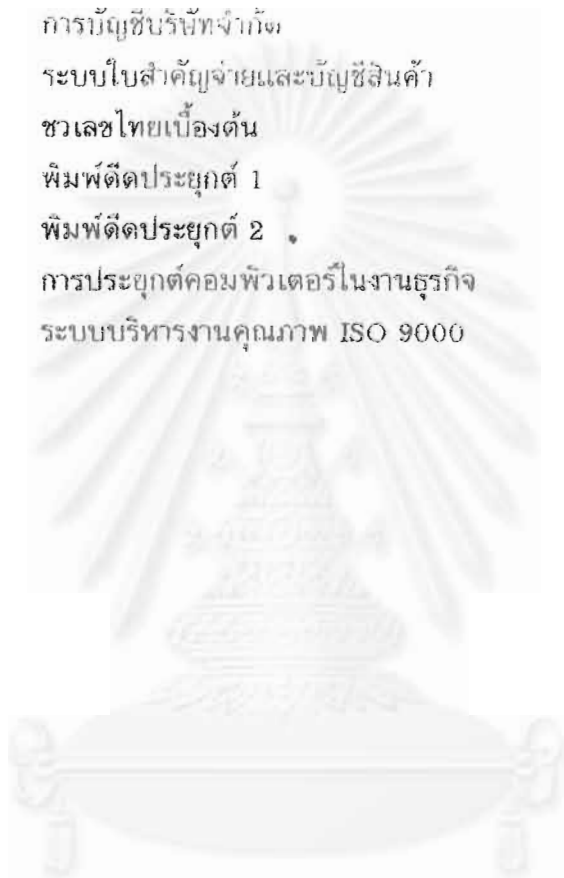 การบัญชีบริษัทจำกัด
ระบบใบสำคัญจ่ายและบัญชีสินค้า
ชวเลขไทยเบื้องต้น
พิมพ์ดีดประยุกต์ 1
พิมพ์ดีดประยุกต์ 2
การประยุกต์คอมพิวเตอร์ในงานธุรกิจ
ระบบบริหารงานคุณภาพ ISO 9000